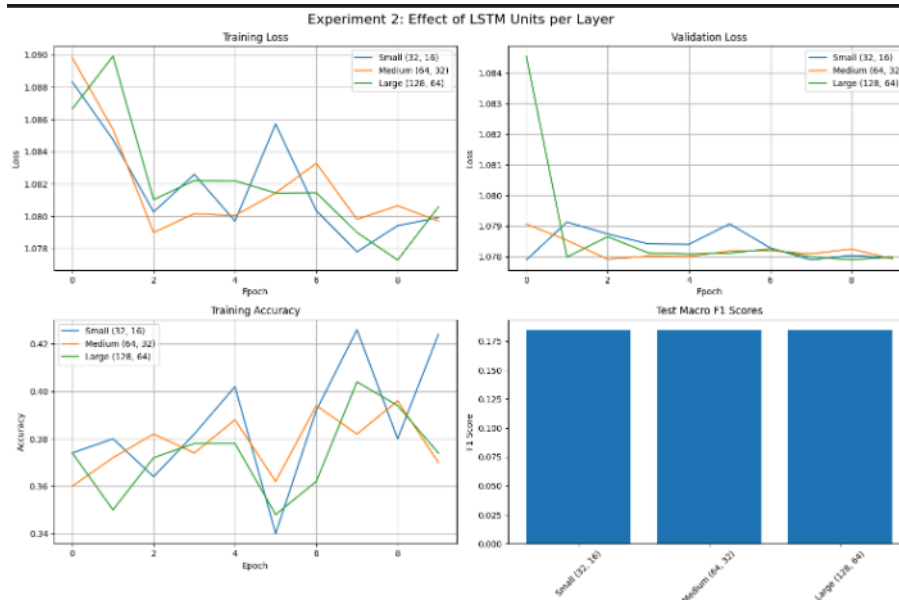 Experiment 2: Effect of LSTM Units per Layer
Training Loss
1.090
1.088
1.086
1.084
1.082
1.080
1.078
Loss
0
2
4
6
8
Epoch
Small (32, 16)
Medium (64, 32)
Large (128, 64)
Validation Loss
1.084
1.083
1.082
1.081
1.080
1.079
1.078
Loss
0
2
4
6
8
Epoch
Small (32, 16)
Medium (64, 32)
Large (128, 64)
Training Accuracy
0.42
0.40
0.38
0.36
0.34
Accuracy
0
2
4
6
8
Epoch
Small (32, 16)
Medium (64, 32)
Large (128, 64)
Test Macro F1 Scores
0.175
0.150
0.125
0.100
0.075
0.050
0.025
0.000
F1 Score
Small (32, 16)
Medium (64, 32)
Large (128, 64)